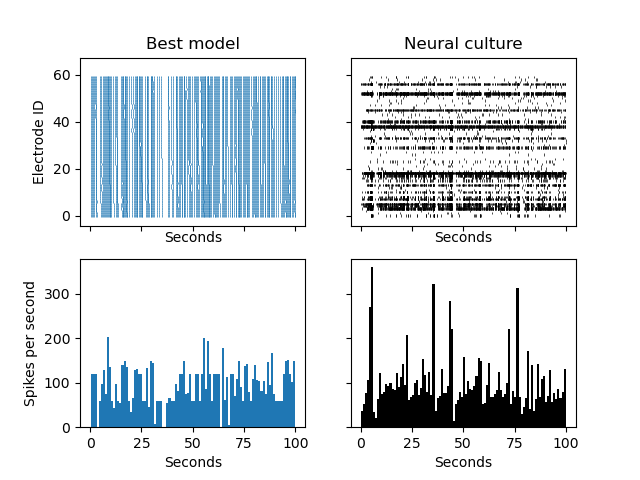 Best model
Neural culture
Electrode ID
60
40
20
0
Seconds
Seconds
Spikes per second
300
200
100
0
0
25
50
75
100
0
25
50
75
100
Seconds
Seconds